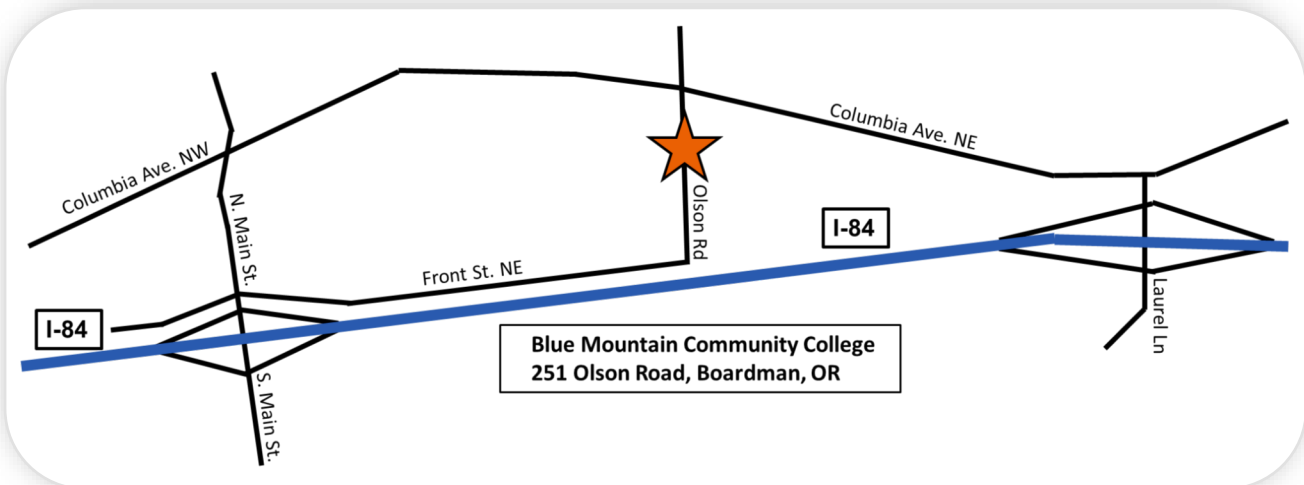 Columbia Ave. NW
N. Main St.
Columbia Ave. NE
Olson Rd
I-84
Front St. NE
I-84
Laurel Ln
Blue Mountain Community College
251 Olson Road, Boardman, OR
S. Main St.